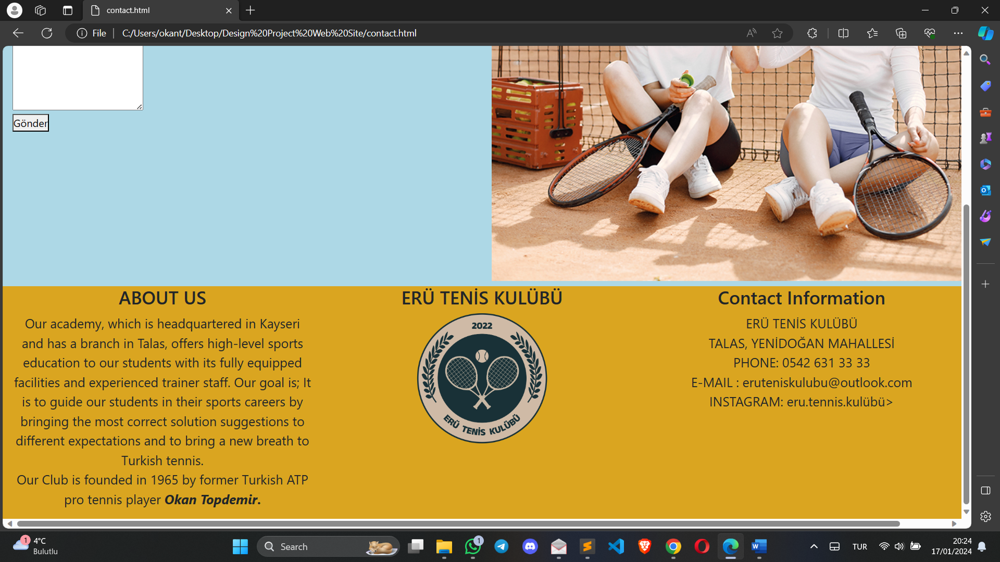 contact.html
File
C:/Users/okant/Desktop/Design%20Project%20Web%20Site/contact.html
Gönder
ABOUT US
Our academy, which is headquartered in Kayseri
and has a branch in Talas, offers high-level sports
education to our students with its fully equipped
facilities and experienced trainer staff. Our goal is; It
is to guide our students in their sports careers by
bringing the most correct solution suggestions to
different expectations and to bring a new breath to
Turkish tennis.
Our Club is founded in 1965 by former Turkish ATP
pro tennis player Okan Topdemir.
ERÜ TENİS KULÜBÜ
2022
ERÜ TENİS KULÜBÜ
Contact Information
ERÜ TENİS KULÜBÜ
TALAS, YENİDOĞAN MAHALLESİ
PHONE: 0542 631 33 33
E-MAIL : eruteniskulubu@outlook.com
INSTAGRAM: eru.tennis.kulübü>
1
4°C
Bulutlu
Search
1
TUR
20:24
17/01/2024